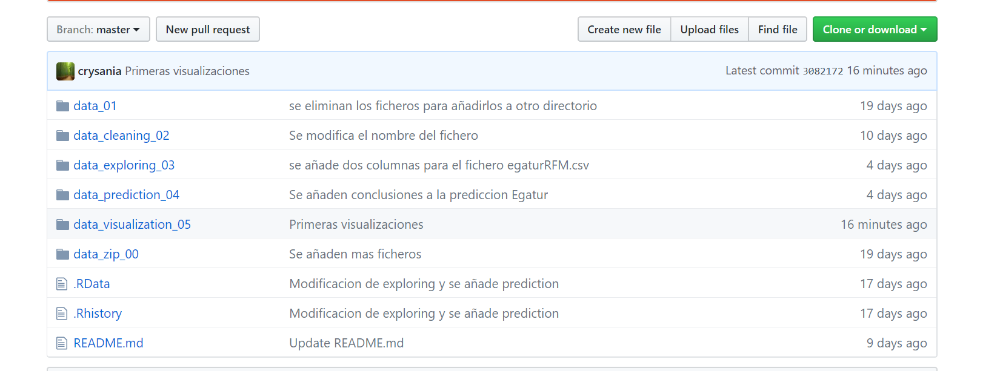 Branch: master New pull request Create new file Upload files Find file Clone or download
crysania Primeras visualizaciones Latest commit 3082172 16 minutes ago
data_01 se eliminan los ficheros para añadirlos a otro directorio 19 days ago
data_cleaning_02 Se modifica el nombre del fichero 10 days ago
data_exploring_03 se añade dos columnas para el fichero egaturRFM.csv 4 days ago
data_prediction_04 Se añaden conclusiones a la prediccion Egatur 4 days ago
data_visualization_05 Primeras visualizaciones 16 minutes ago
data_zip_00 Se añaden mas ficheros 19 days ago
.RData Modificacion de exploring y se añade prediction 17 days ago
.Rhistory Modificacion de exploring y se añade prediction 17 days ago
README.md Update README.md 9 days ago